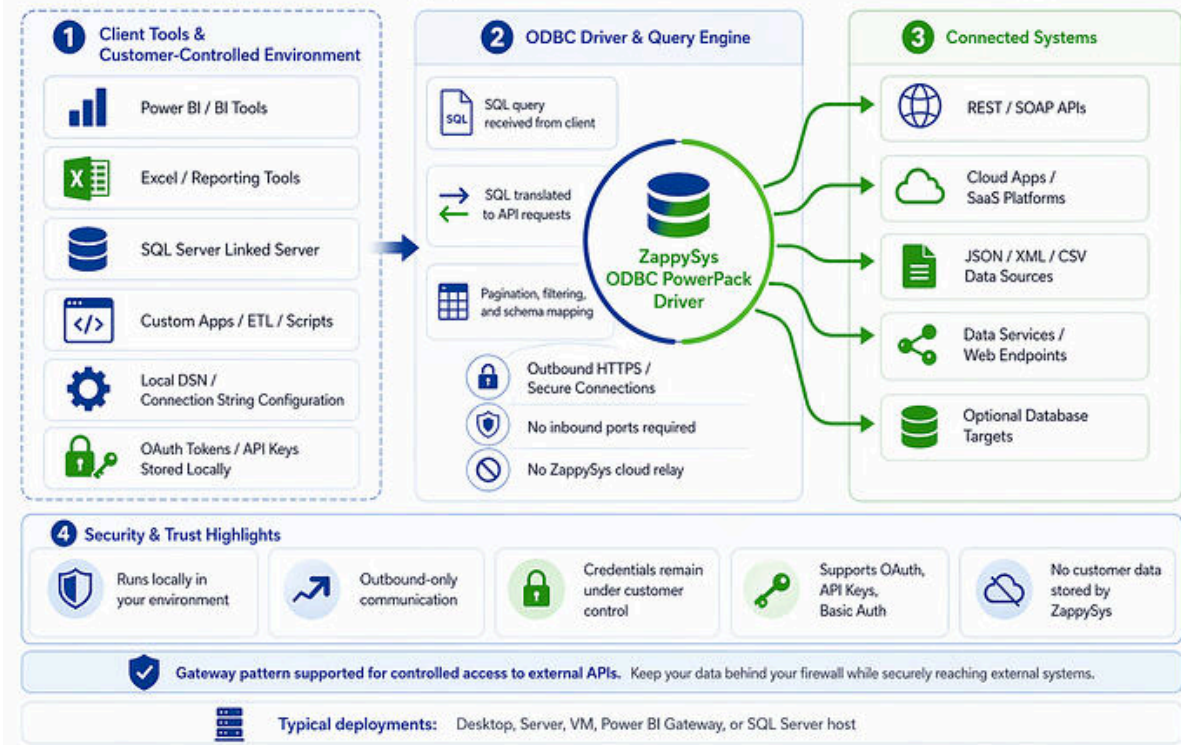 1
Client Tools &
Customer-Controlled Environment
Power BI / BI Tools
X
Excel / Reporting Tools
SQL Server Linked Server
</>
Custom Apps / ETL / Scripts
Local DSN /
Connection String Configuration
OAuth Tokens / API Keys
Stored Locally
2
ODBC Driver & Query Engine
SQL
SQL query
received from client
SQL translated
to API requests
Pagination, filtering,
and schema mapping
ZappySys
ODBC PowerPack
Driver
Outbound HTTPS /
Secure Connections
No inbound ports required
No ZappySys cloud relay
3
Connected Systems
REST / SOAP APIs
Cloud Apps /
SaaS Platforms
JSON / XML / CSV
Data Sources
Data Services /
Web Endpoints
Optional Database
Targets
4
Security & Trust Highlights
Runs locally in
your environment
Outbound-only
communication
Credentials remain
under customer
control
Supports OAuth,
API Keys,
Basic Auth
No customer data
stored by
ZappySys
Gateway pattern supported for controlled access to external APIs. Keep your data behind your firewall while securely reaching external systems.
Typical deployments: Desktop, Server, VM, Power BI Gateway, or SQL Server host